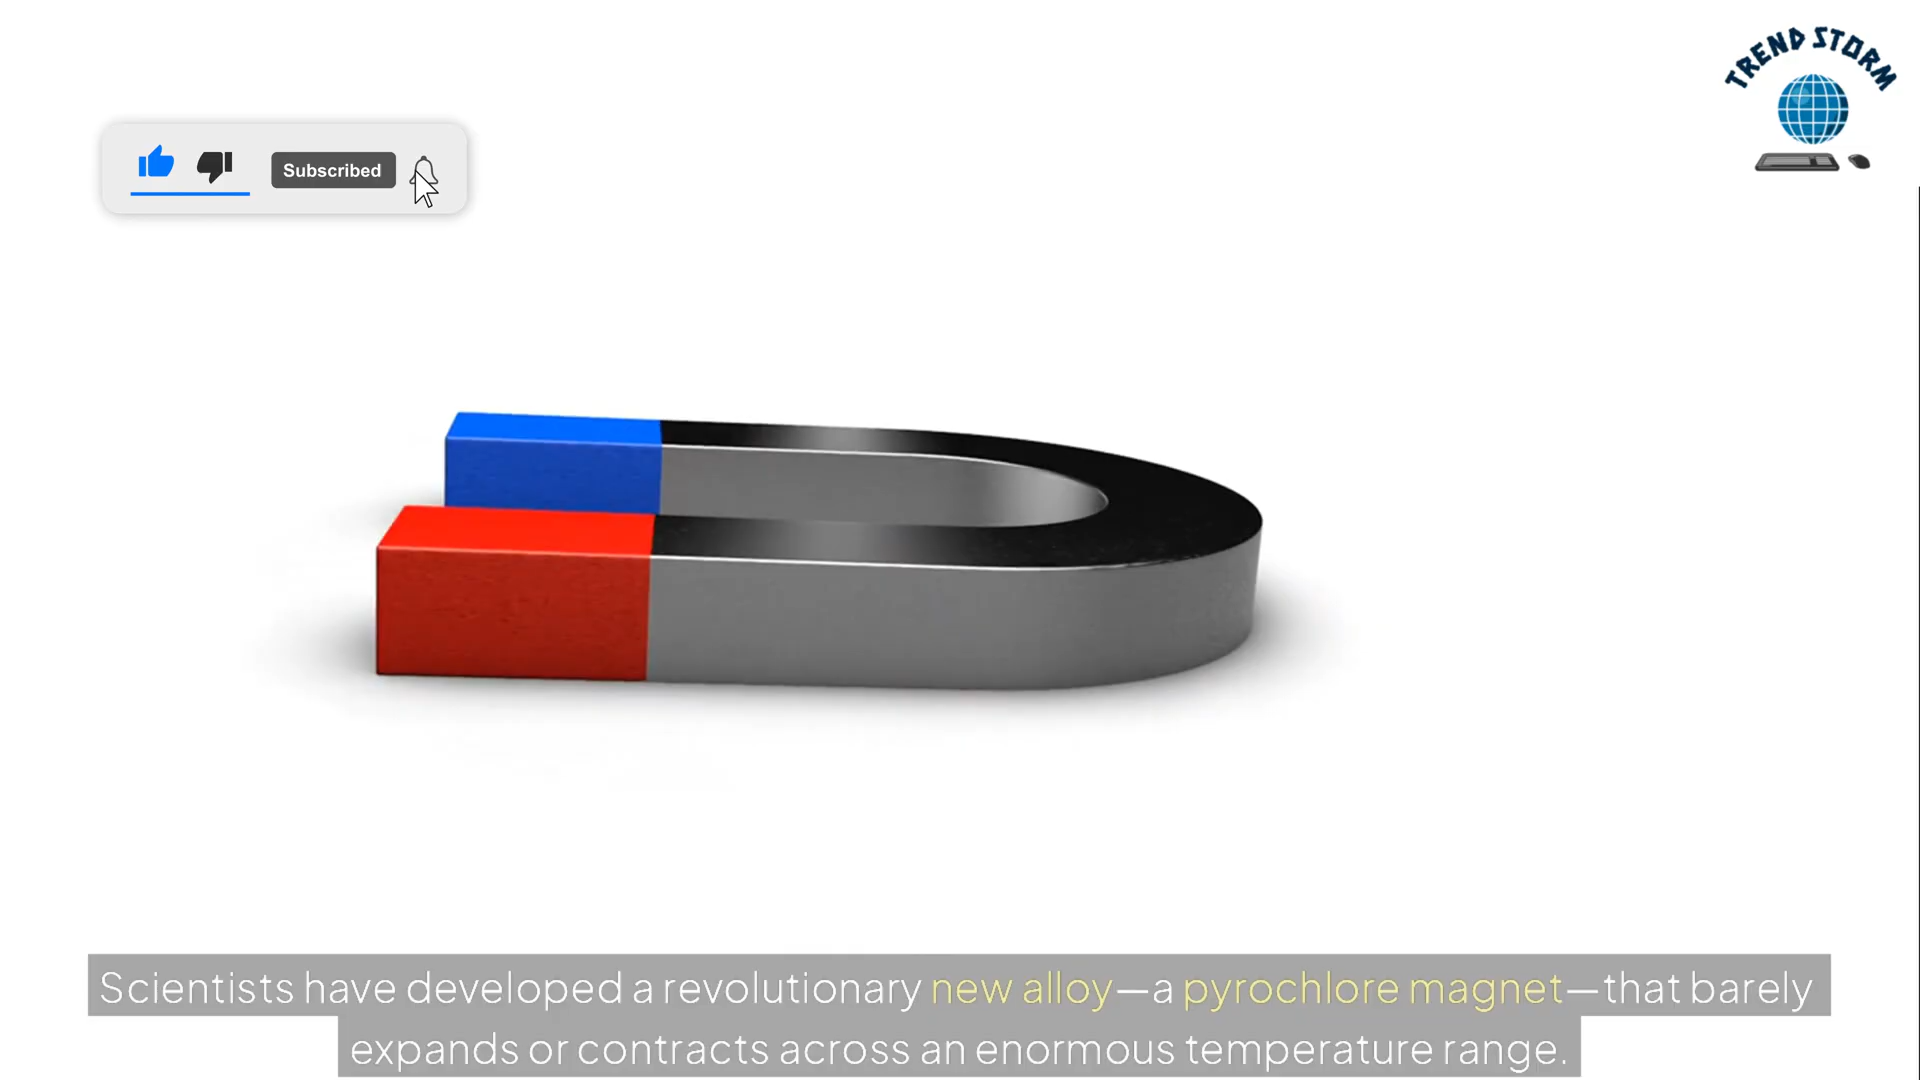 TREND STORM
Subscribed
Scientists have developed a revolutionary new alloy—a pyrochlore magnet—that barely
expands or contracts across an enormous temperature range.